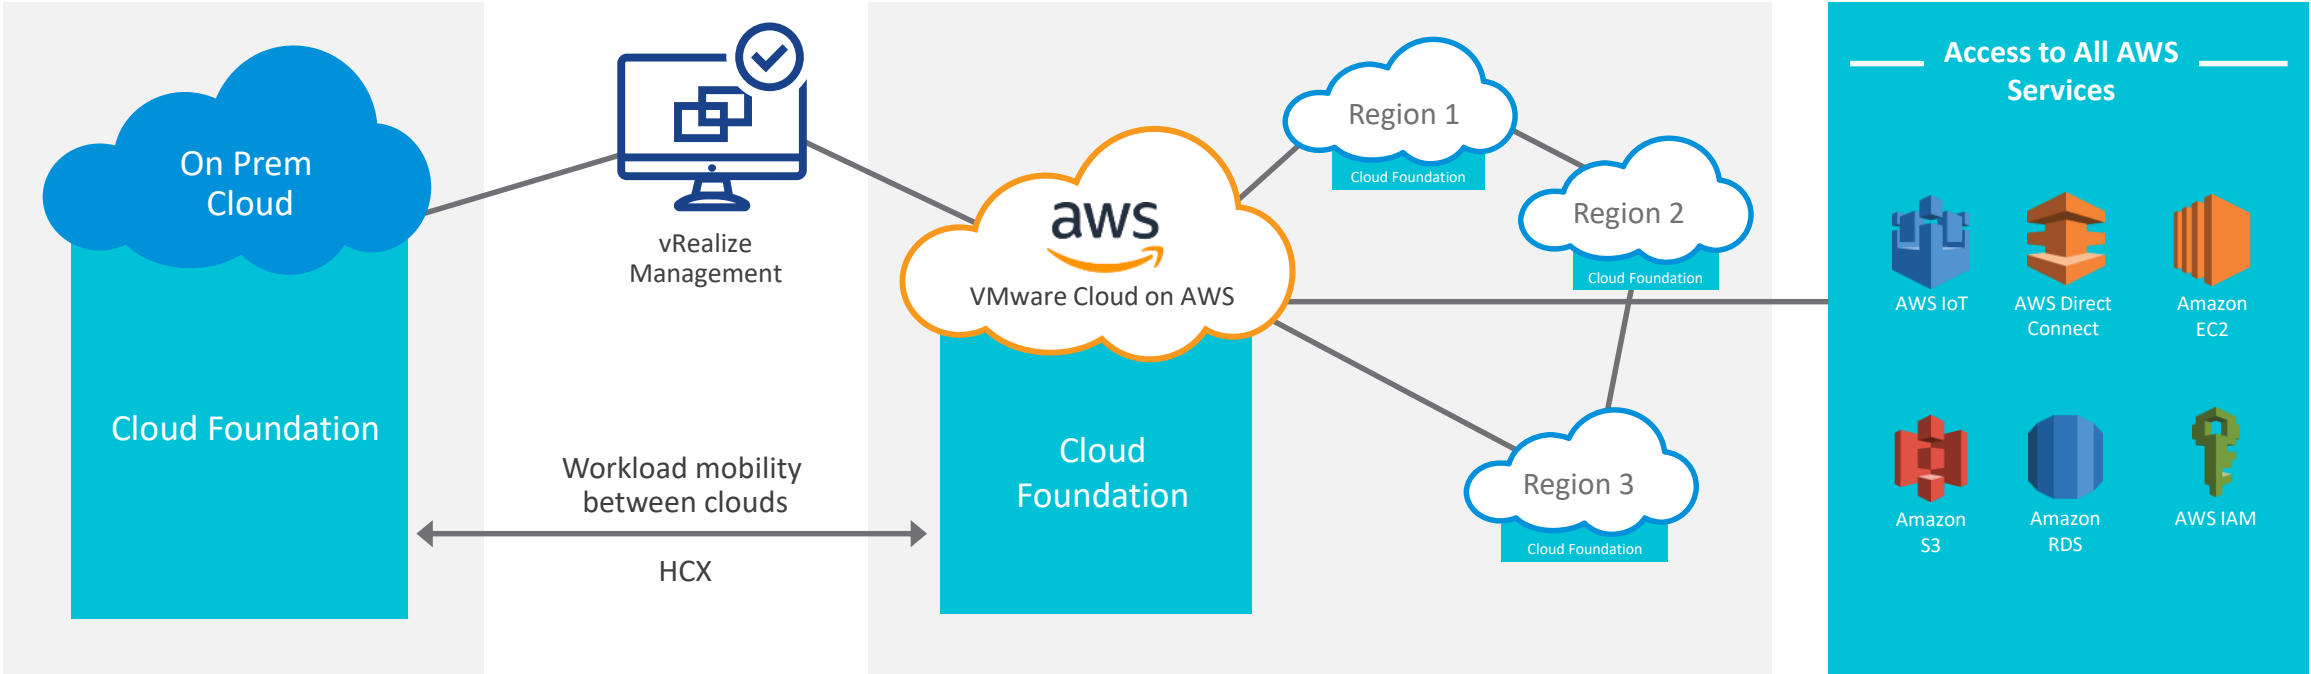 On Prem
Cloud
Cloud Foundation
vRealize
Management
Workload mobility
between clouds
HCX
aws
VMware Cloud on AWS
Cloud
Foundation
Region 1
Cloud Foundation
Region 2
Cloud Foundation
Region 3
Cloud Foundation
Access to All AWS
Services
AWS IoT
AWS Direct
Connect
Amazon
EC2
Amazon
S3
Amazon
RDS
AWS IAM